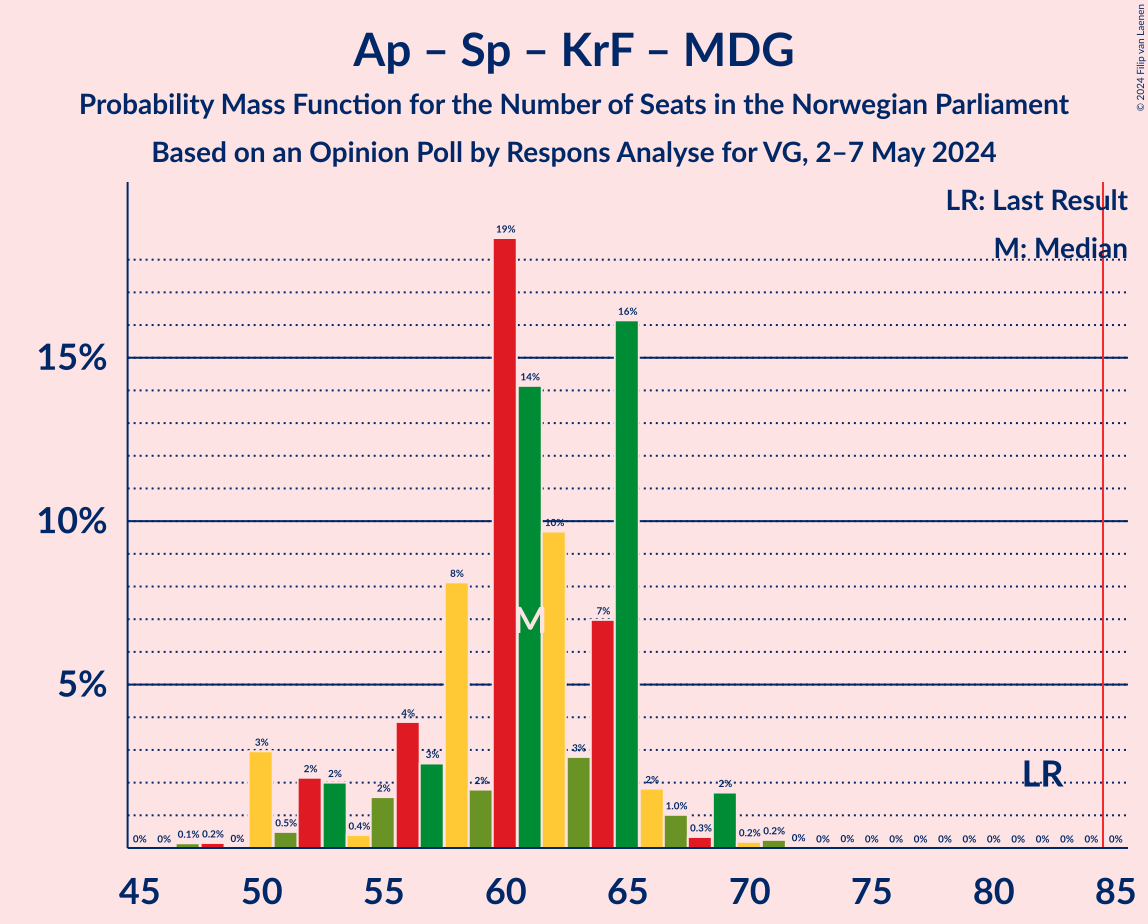 Ap – Sp – KrF – MDG
Probability Mass Function for the Number of Seats in the Norwegian Parliament
Based on an Opinion Poll by Respons Analyse for VG, 2–7 May 2024
© 2024 Filip van Laenen
LR: Last Result
M: Median
15%
10%
5%
0% 0% 0.1% 0.2% 0% 3% 0.5% 2% 2% 0.4% 2% 4% 3% 8% 2% 19% 14% 10% 3% 7% 16% 2% 1.0% 0.3% 2% 0.2% 0.2% 0% 0% 0% 0% 0% 0% 0% 0% 0% 0% 0% 0% 0% 0%
M
LR
45 50 55 60 65 70 75 80 85